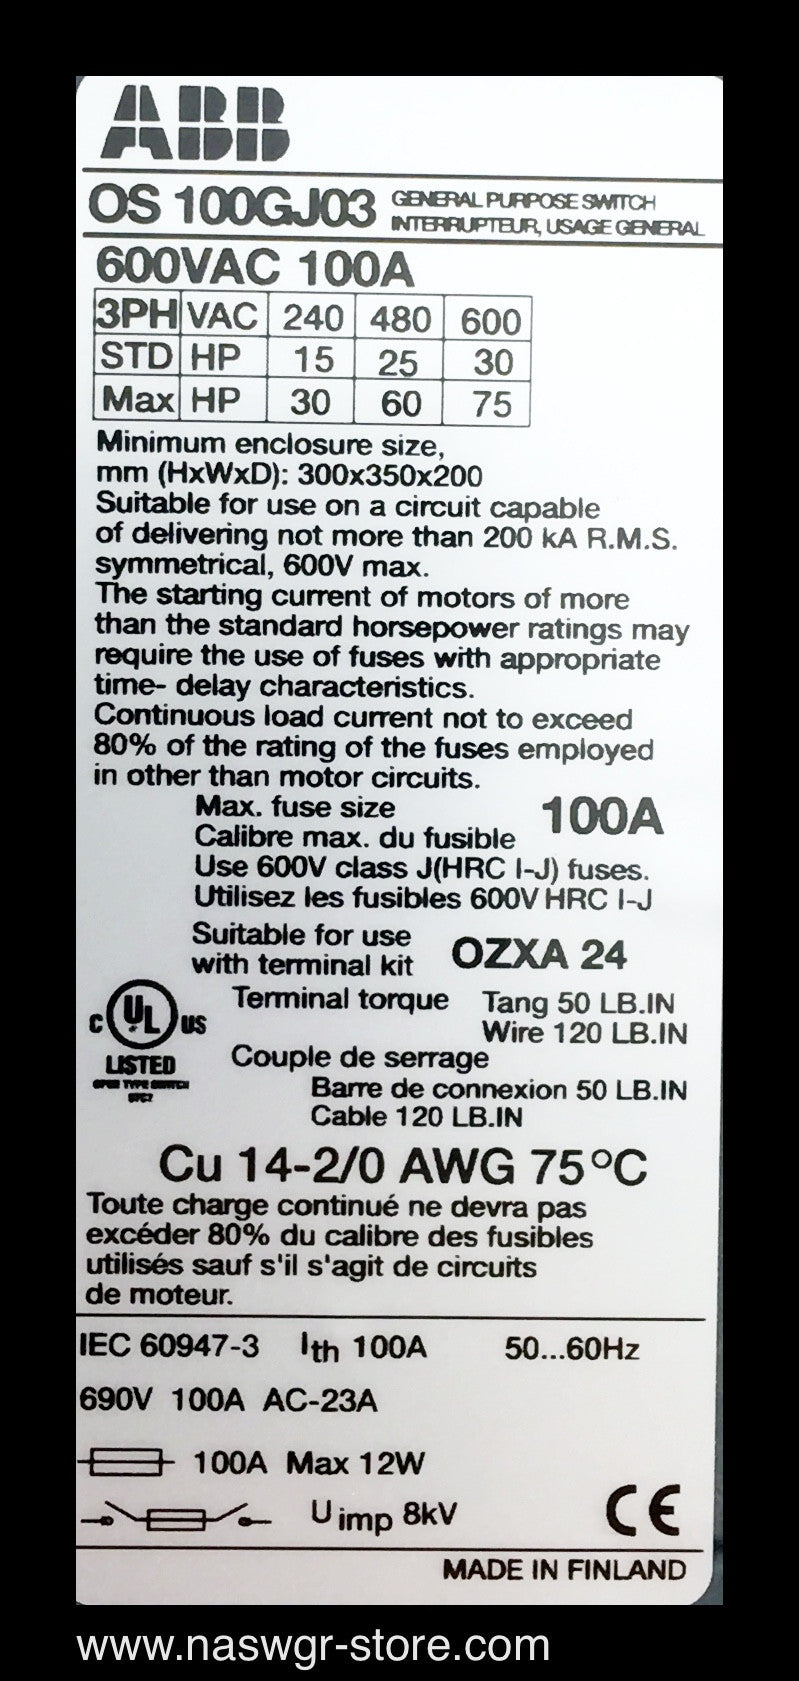 ABB
OS 100GJ03 GENERAL PURPOSE SWITCH
INTERRUPTEUR, USAGE GENERAL
600VAC 100A
3PH VAC 240 480 600
STD HP 15 25 30
Max HP 30 60 75
Minimum enclosure size,
mm (HxWxD): 300x350x200
Suitable for use on a circuit capable
of delivering not more than 200 kA R.M.S.
symmetrical, 600V max.
The starting current of motors of more
than the standard horsepower ratings may
require the use of fuses with appropriate
time- delay characteristics.
Continuous load current not to exceed
80% of the rating of the fuses employed
in other than motor circuits.
Max. fuse size 100A
Calibre max. du fusible
Use 600V class J(HRC I-J) fuses.
Utilisez les fusibles 600V HRC I-J
Suitable for use
with terminal kit OZXA 24
Terminal torque Tang 50 LB.IN
Wire 120 LB.IN
C UL US
LISTED
OPEN TYPE SWITCH
Couple de serrage
Barre de connexion 50 LB.IN
Cable 120 LB.IN
Cu 14-2/0 AWG 75°C
Toute charge continué ne devra pas
excéder 80% du calibre des fusibles
utilisés sauf s'il s'agit de circuits
de moteur.
IEC 60947-3 Ith 100A 50...60Hz
690V 100A AC-23A
100A Max 12W
Uimp 8kV CE
MADE IN FINLAND
www.naswgr-store.com